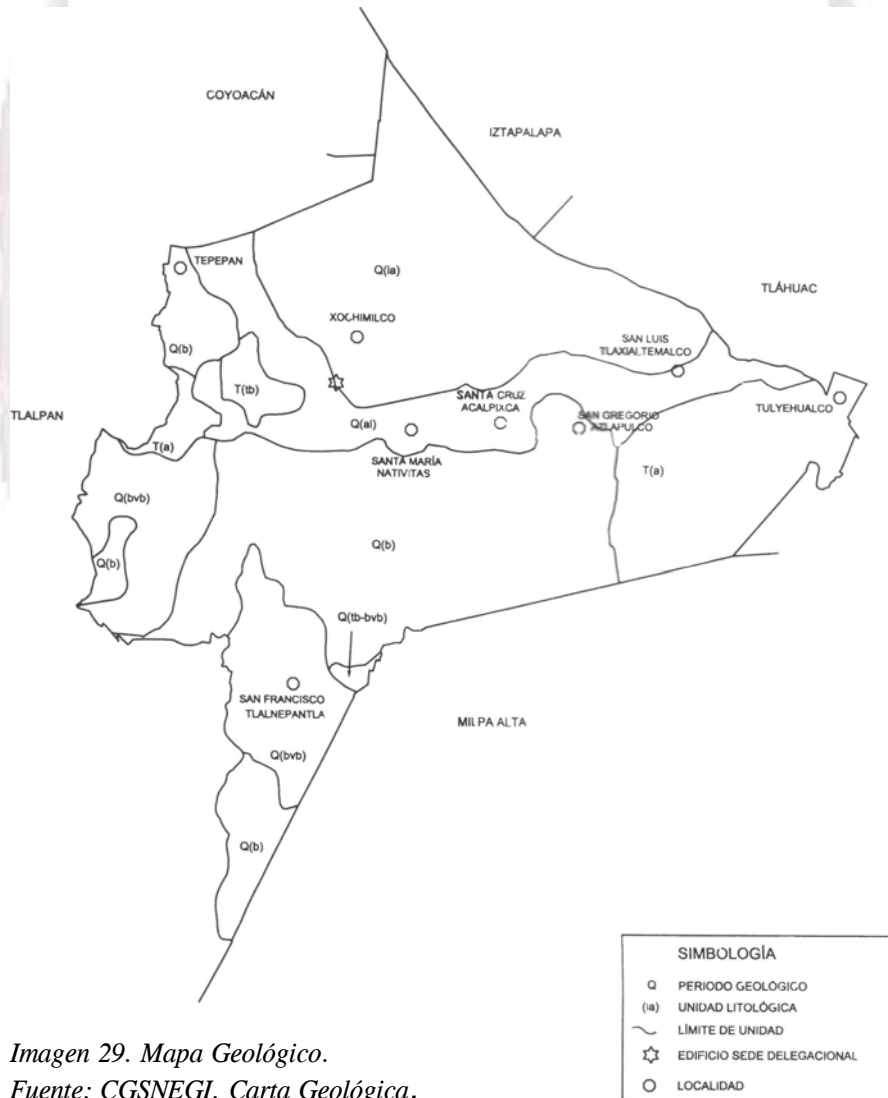 COYOACÁN
IZTAPALAPA
TEPEPAN
Q(la)
TLÁHUAC
XOCHIMILCO
SAN LUIS
TLAXIALTEMALCO
Q(b)
T(tb)
TLALPAN
SANTA CRUZ
ACALPIXCA
TULYEHUALCO
Q(al)
SAN GREGORIO
ATLAPULCO
T(a)
SANTA MARÍA
NATIVITAS
T(a)
Q(bvb)
Q(b)
Q(b)
Q(tb-bvb)
SAN FRANCISCO
TLALNEPANTLA
MILPA ALTA
Q(bvb)
Q(b)
SIMBOLOGÍA
Q PERIODO GEOLÓGICO
(la) UNIDAD LITOLÓGICA
LÍMITE DE UNIDAD
EDIFICIO SEDE DELEGACIONAL
LOCALIDAD
Imagen 29. Mapa Geológico.
Fuente: CGSNEGI. Carta Geológica.